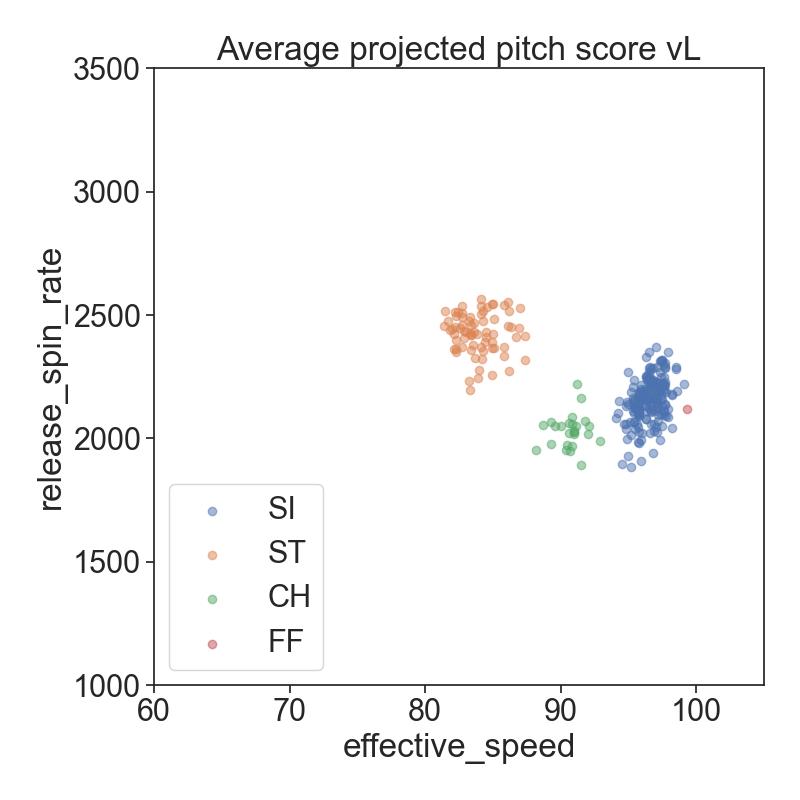 Average projected pitch score vL
3500
3000
2500
2000
1500
1000
release_spin_rate
SI
ST
CH
FF
60
70
80
90
100
effective_speed